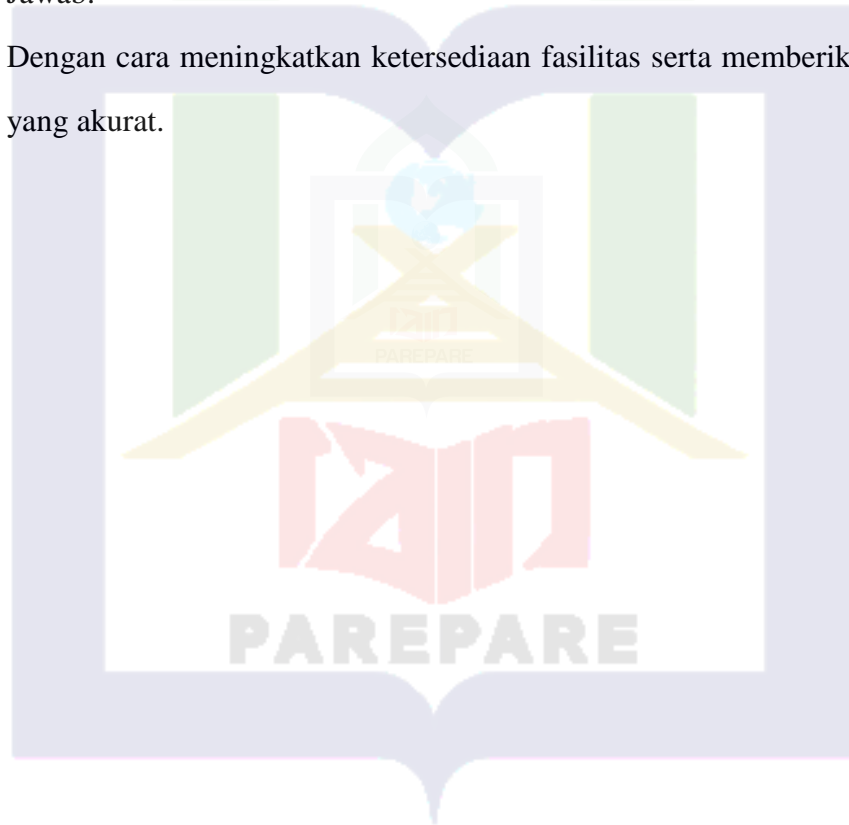 Jawab:
Dengan cara meningkatkan ketersediaan fasilitas serta memberik
yang akurat.
IAIN
PAREPARE
IAIN
PAREPARE